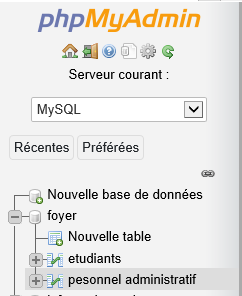 phpMyAdmin
Serveur courant :
MySQL
Récentes Préférées
Nouvelle base de données
foyer
Nouvelle table
etudiants
pesonnel administratif